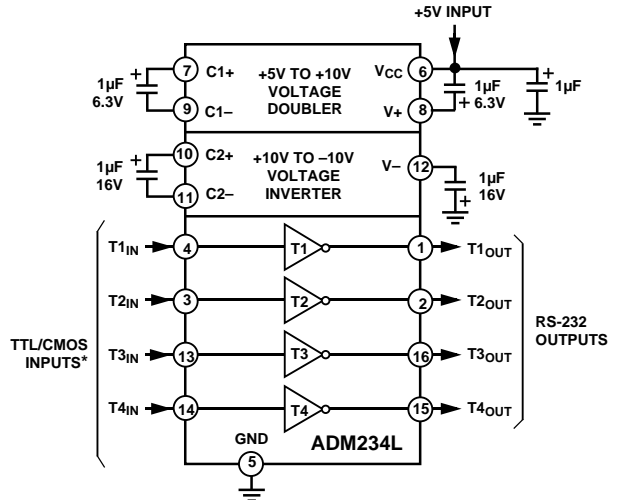 +5V INPUT
1µF
6.3V
7
C1+
+5V TO +10V
VOLTAGE
DOUBLER
VCC
6
9
C1–
V+
8
1µF
6.3V
1µF
10
C2+
+10V TO –10V
VOLTAGE
INVERTER
V–
12
1µF
16V
11
C2–
1µF
16V
T1IN
4
T1
1
T1OUT
T2IN
3
T2
2
T2OUT
TTL/CMOS
INPUTS*
T3IN
13
T3
16
T3OUT
RS-232
OUTPUTS
T4IN
14
T4
15
T4OUT
GND
5
ADM234L
+
+
+
+
+